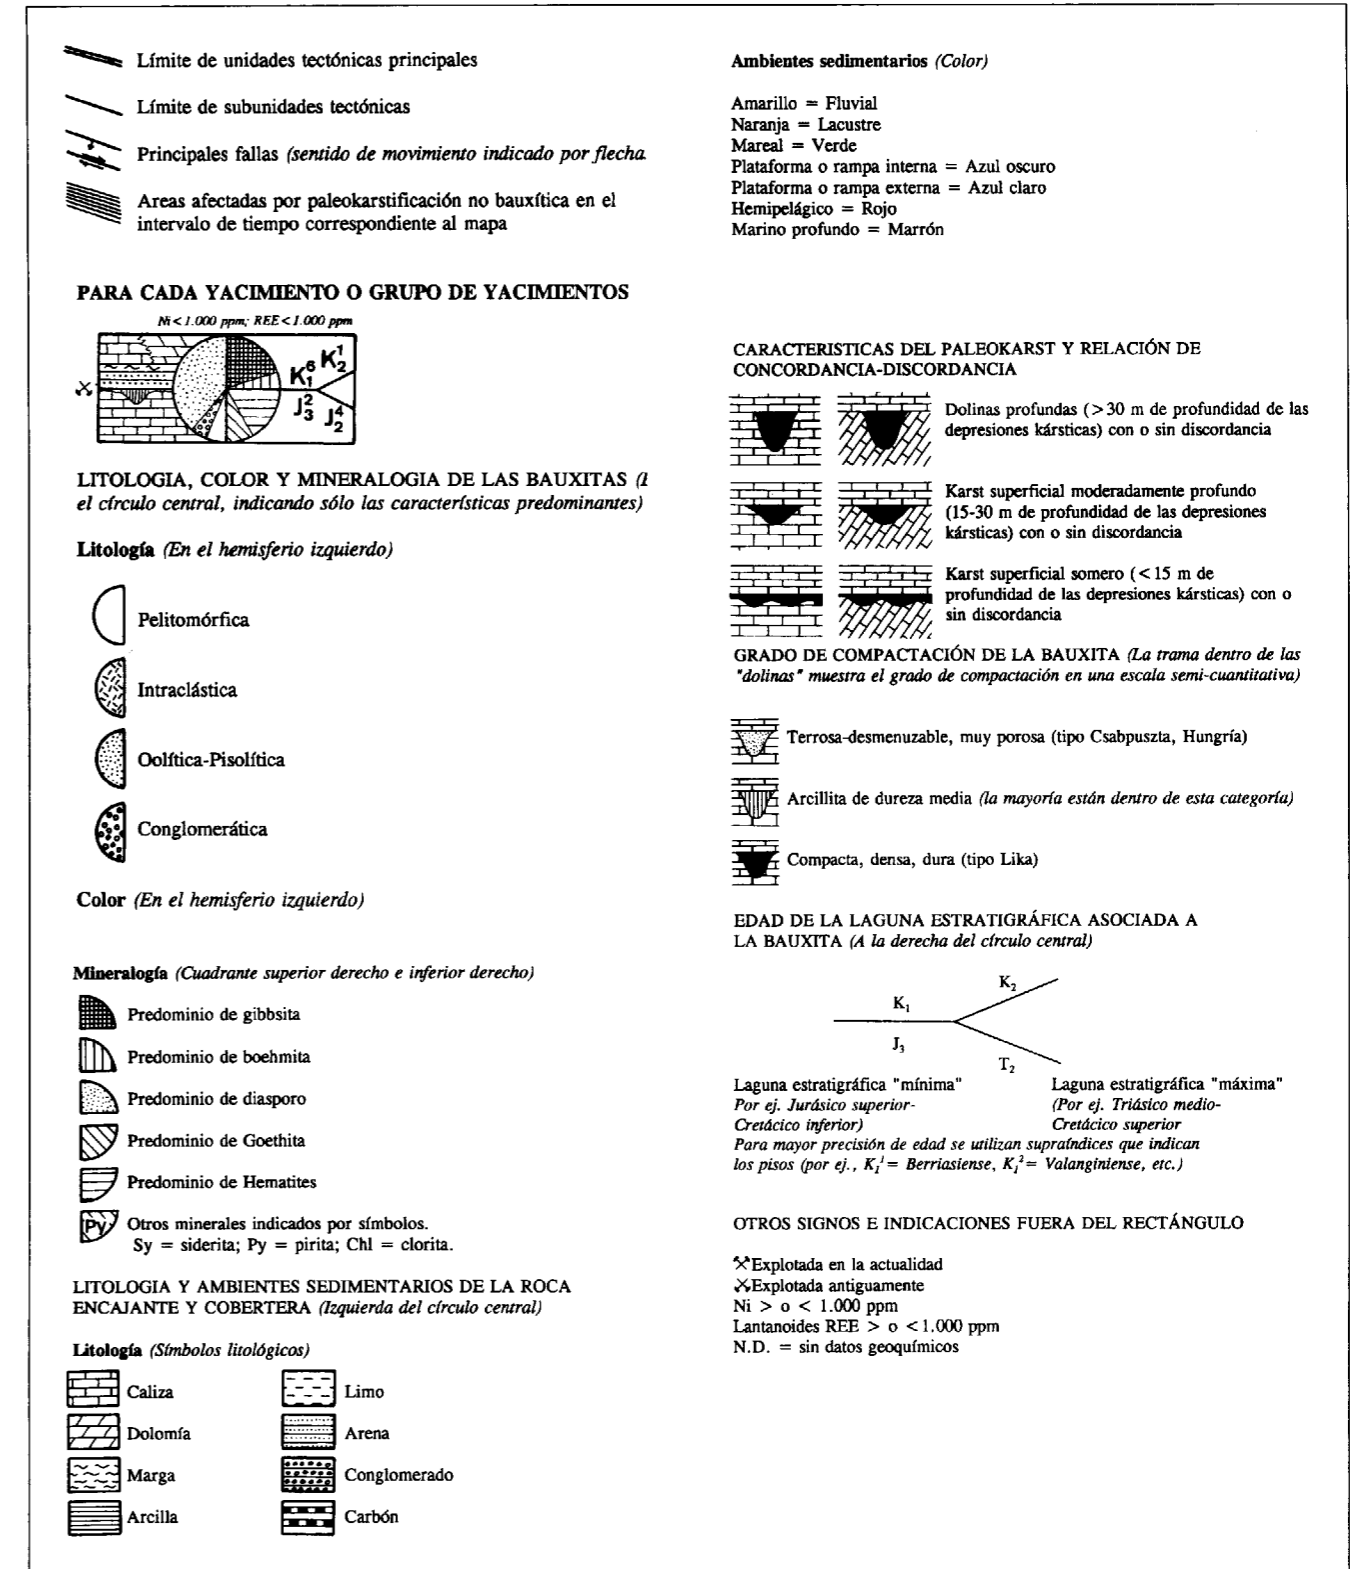 Límite de unidades tectónicas principales
Límite de subunidades tectónicas
Principales fallas (sentido de movimiento indicado por flecha
Areas afectadas por paleokarstificación no bauxítica en el
intervalo de tiempo correspondiente al mapa
PARA CADA YACIMIENTO O GRUPO DE YACIMIENTOS
Ni < 1.000 ppm; REE < 1.000 ppm
K₁⁶ K₂¹
J₃² J₂⁴
LITOLOGIA, COLOR Y MINERALOGIA DE LAS BAUXITAS (
el círculo central, indicando sólo las características predominantes)
Litología (En el hemisferio izquierdo)
Pelitomórfica
Intraclástica
Oolítica-Pisolítica
Conglomerática
Color (En el hemisferio izquierdo)
Mineralogía (Cuadrante superior derecho e inferior derecho)
Predominio de gibbsita
Predominio de boehmita
Predominio de diasporo
Predominio de Goethita
Predominio de Hematites
Py Otros minerales indicados por símbolos.
Sy = siderita; Py = pirita; Chl = clorita.
LITOLOGIA Y AMBIENTES SEDIMENTARIOS DE LA ROCA
ENCAJANTE Y COBERTERA (Izquierda del círculo central)
Litología (Símbolos litológicos)
Caliza
Limo
Dolomía
Arena
Marga
Conglomerado
Arcilla
Carbón
Ambientes sedimentarios (Color)
Amarillo = Fluvial
Naranja = Lacustre
Mareal = Verde
Plataforma o rampa interna = Azul oscuro
Plataforma o rampa externa = Azul claro
Hemipelágico = Rojo
Marino profundo = Marrón
CARACTERISTICAS DEL PALEOKARST Y RELACIÓN DE
CONCORDANCIA-DISCORDANCIA
Dolinas profundas (> 30 m de profundidad de las
depresiones kársticas) con o sin discordancia
Karst superficial moderadamente profundo
(15-30 m de profundidad de las depresiones
kársticas) con o sin discordancia
Karst superficial somero (< 15 m de
profundidad de las depresiones kársticas) con o
sin discordancia
GRADO DE COMPACTACIÓN DE LA BAUXITA (La trama dentro de las
"dolinas" muestra el grado de compactación en una escala semi-cuantitativa)
Terrosa-desmenuzable, muy porosa (tipo Csabpuszta, Hungría)
Arcillita de dureza media (la mayoría están dentro de esta categoría)
Compacta, densa, dura (tipo Lika)
EDAD DE LA LAGUNA ESTRATIGRÁFICA ASOCIADA A
LA BAUXITA (A la derecha del círculo central)
K₂
K₁
J₃
T₂
Laguna estratigráfica "mínima"
Por ej. Jurásico superior-
Cretácico inferior)
Laguna estratigráfica "máxima"
(Por ej. Triásico medio-
Cretácico superior
Para mayor precisión de edad se utilizan supraíndices que indican
los pisos (por ej., K₁¹ = Berriasiense, K₁² = Valanginiense, etc.)
OTROS SIGNOS E INDICACIONES FUERA DEL RECTÁNGULO
Explotada en la actualidad
Explotada antiguamente
Ni > o < 1.000 ppm
Lantanoides REE > o < 1.000 ppm
N.D. = sin datos geoquímicos